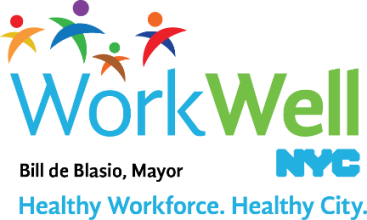 WorkWell
NYC
Bill de Blasio, Mayor
Healthy Workforce. Healthy City.